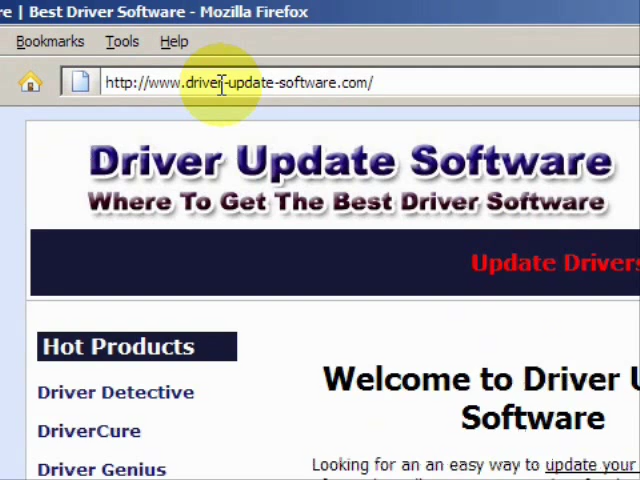 re | Best Driver Software - Mozilla Firefox
Bookmarks Tools Help
http://www.driver-update-software.com/
Driver Update Software
Where To Get The Best Driver Software
Update Drivers
Hot Products
Driver Detective
DriverCure
Driver Genius
Welcome to Driver U
Software
Looking for an an easy way to update your